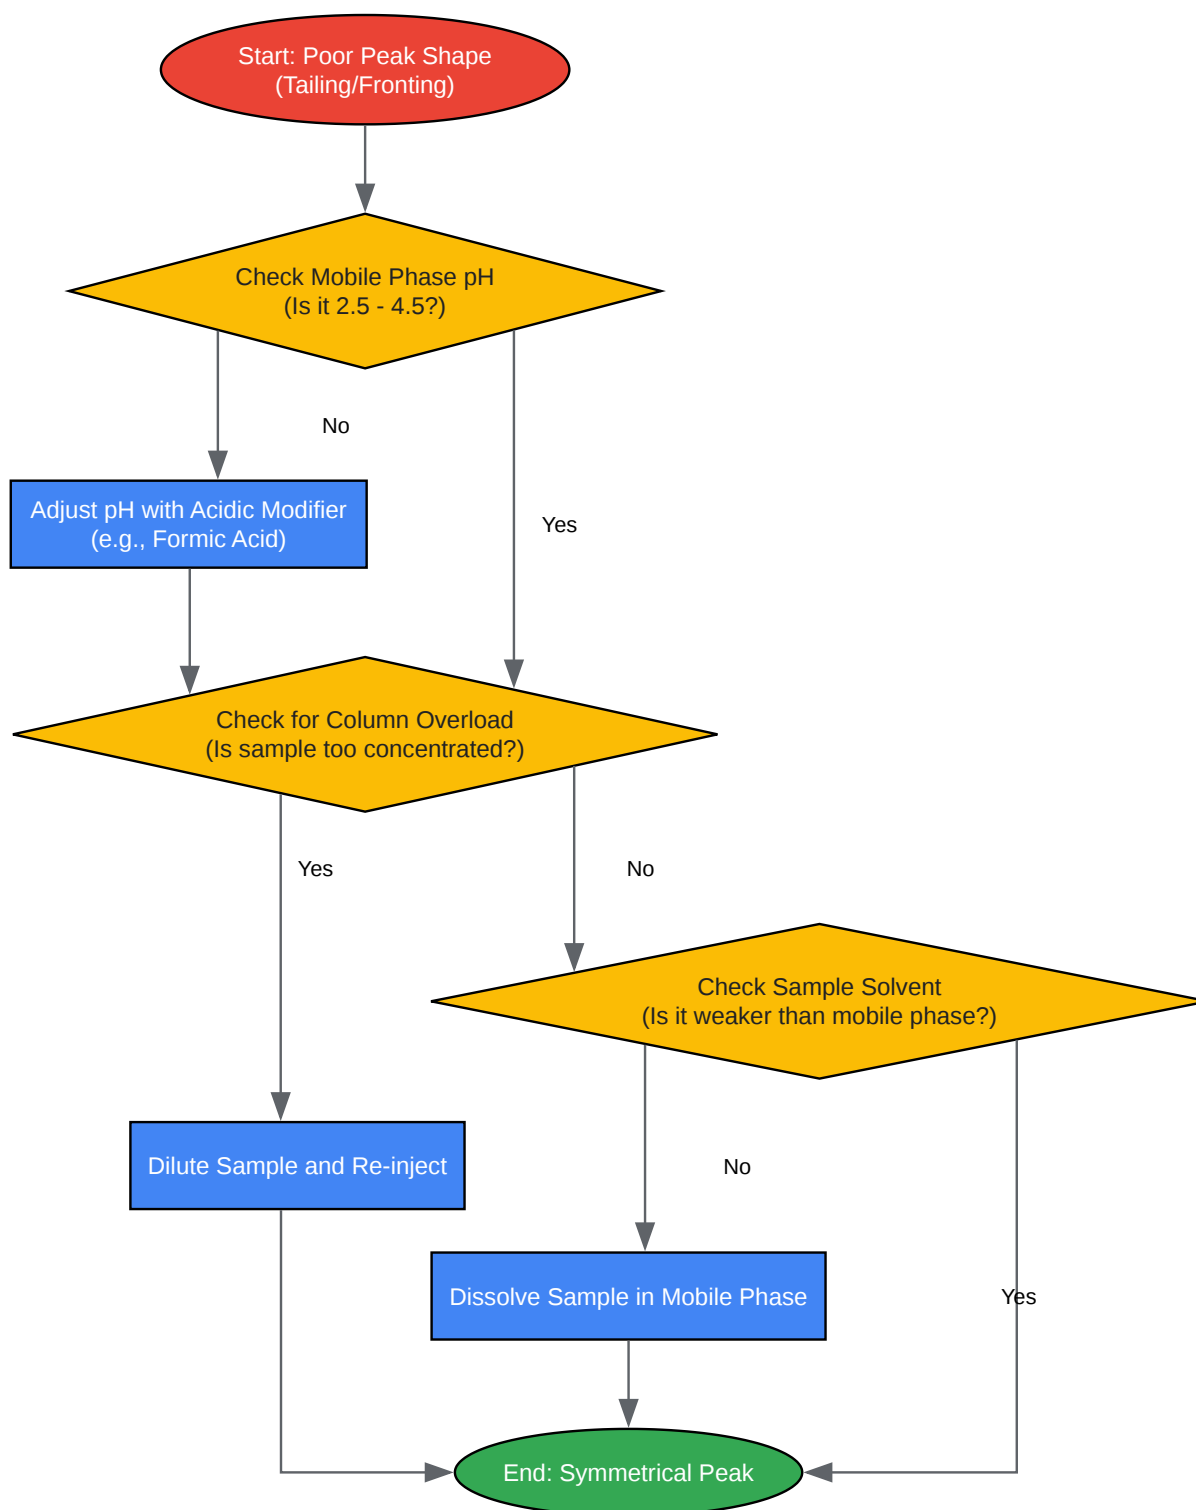 Start: Poor Peak Shape
(Tailing/Fronting)
Check Mobile Phase pH
(Is it 2.5 - 4.5?)
No
Adjust pH with Acidic Modifier
(e.g., Formic Acid)
Yes
Check for Column Overload
(Is sample too concentrated?)
Yes
No
Check Sample Solvent
(Is it weaker than mobile phase?)
Dilute Sample and Re-inject
No
Dissolve Sample in Mobile Phase
Yes
End: Symmetrical Peak